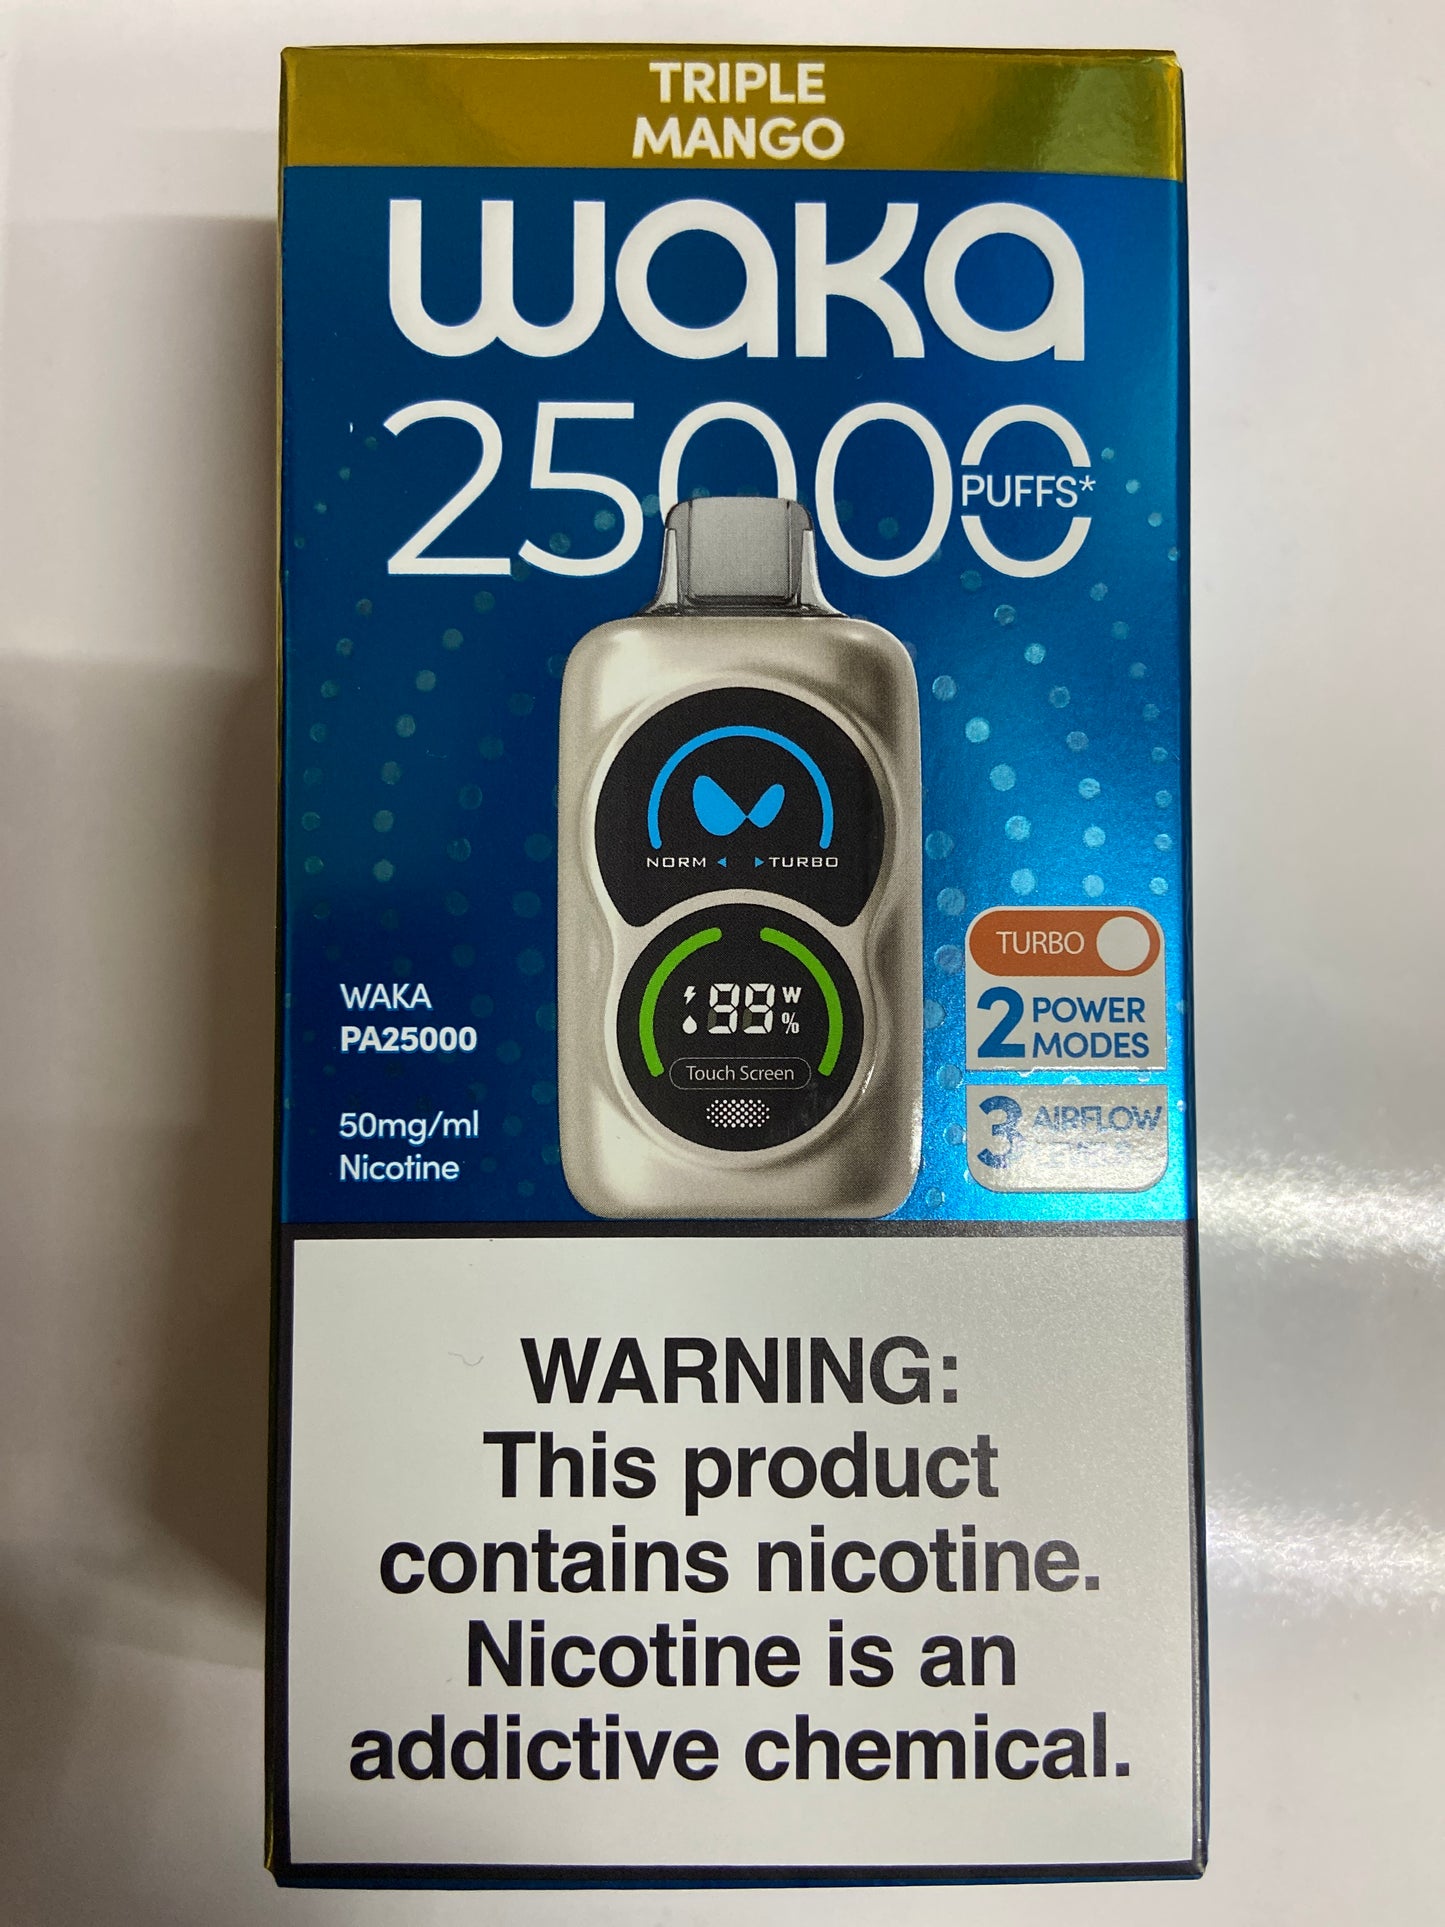 TRIPLE
MANGO
waka
25000
PUFFS*
NORM TURBO
99 W
%
Touch Screen
WAKA
PA25000
50mg/ml
Nicotine
TURBO
2 POWER
MODES
3 AIRFLOW
WARNING:
This product
contains nicotine.
Nicotine is an
addictive chemical.